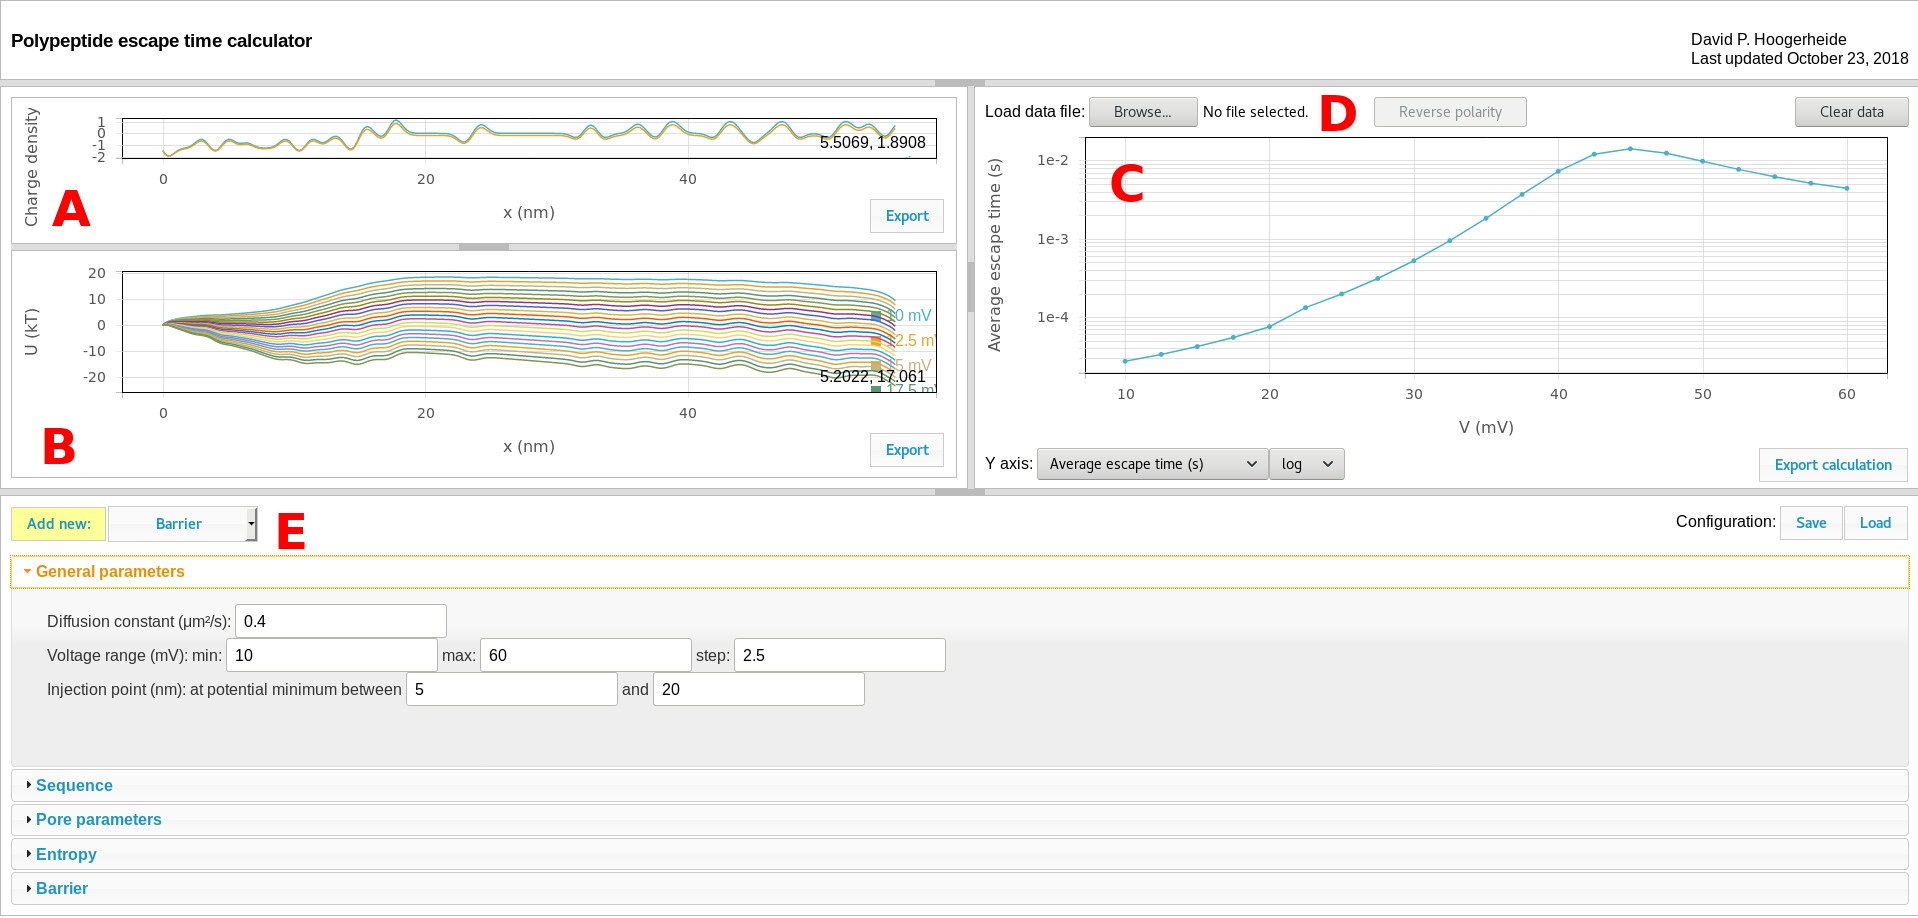 Polypeptide escape time calculator
David P. Hoogerheide
Last updated October 23, 2018
Charge density
1
0
-1
-2
5.5069, 1.8908
0
20
40
x (nm)
A
Export
U (kT)
20
10
0
-10
-20
10 mV
12.5 m
15 mV
5.2022, 17.061
17.5 mV
0
20
40
x (nm)
B
Export
Load data file:
Browse...
No file selected.
D
Reverse polarity
Clear data
Average escape time (s)
1e-2
1e-3
1e-4
C
10
20
30
40
50
60
V (mV)
Y axis:
Average escape time (s)
log
Export calculation
Add new:
Barrier
E
Configuration:
Save
Load
General parameters
Diffusion constant (μm²/s): 0.4
Voltage range (mV): min: 10 max: 60 step: 2.5
Injection point (nm): at potential minimum between 5 and 20
Sequence
Pore parameters
Entropy
Barrier